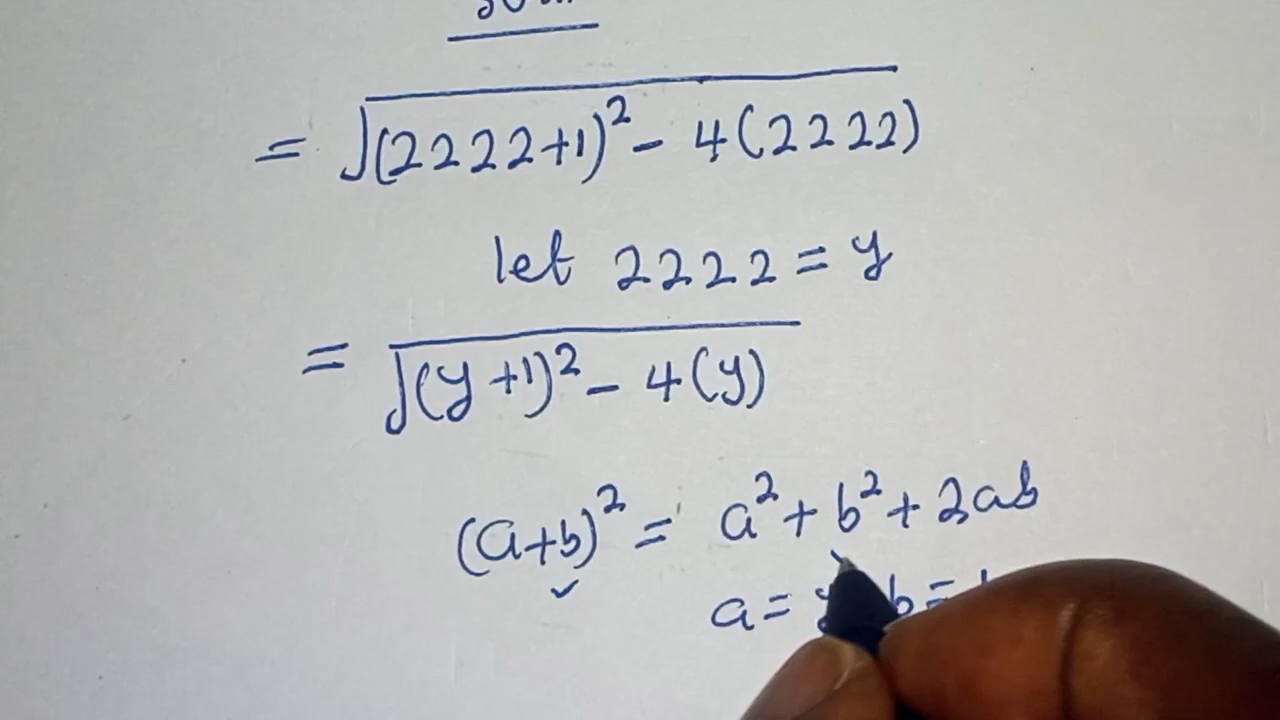 = √(2222+1)² - 4(2222)
let 2222 = y
= √(y+1)² - 4(y)
(a+b)² = a² + b² + 2ab
a = b =